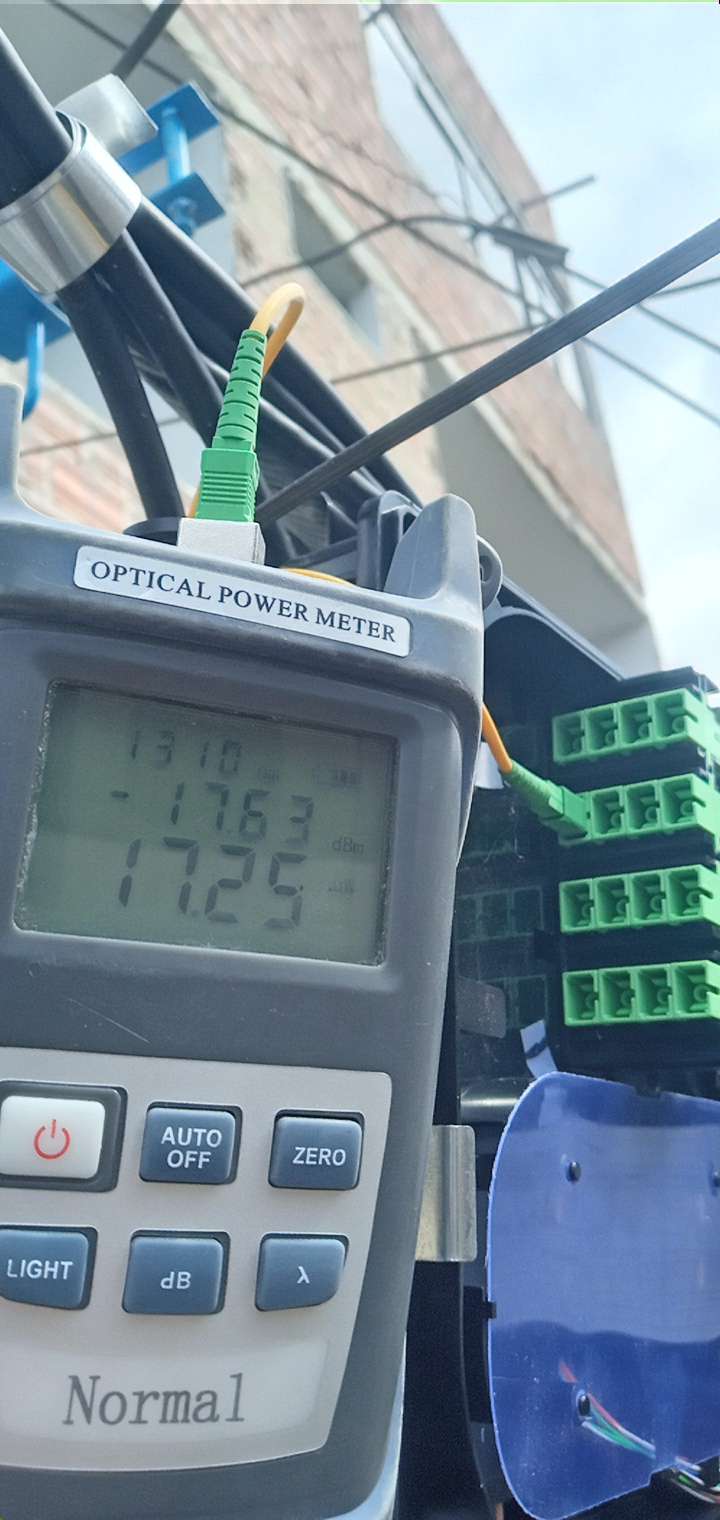 OPTICAL POWER METER
1310
-17.63
dBm
17.25
AUTO OFF
ZERO
LIGHT
dB
λ
Normal